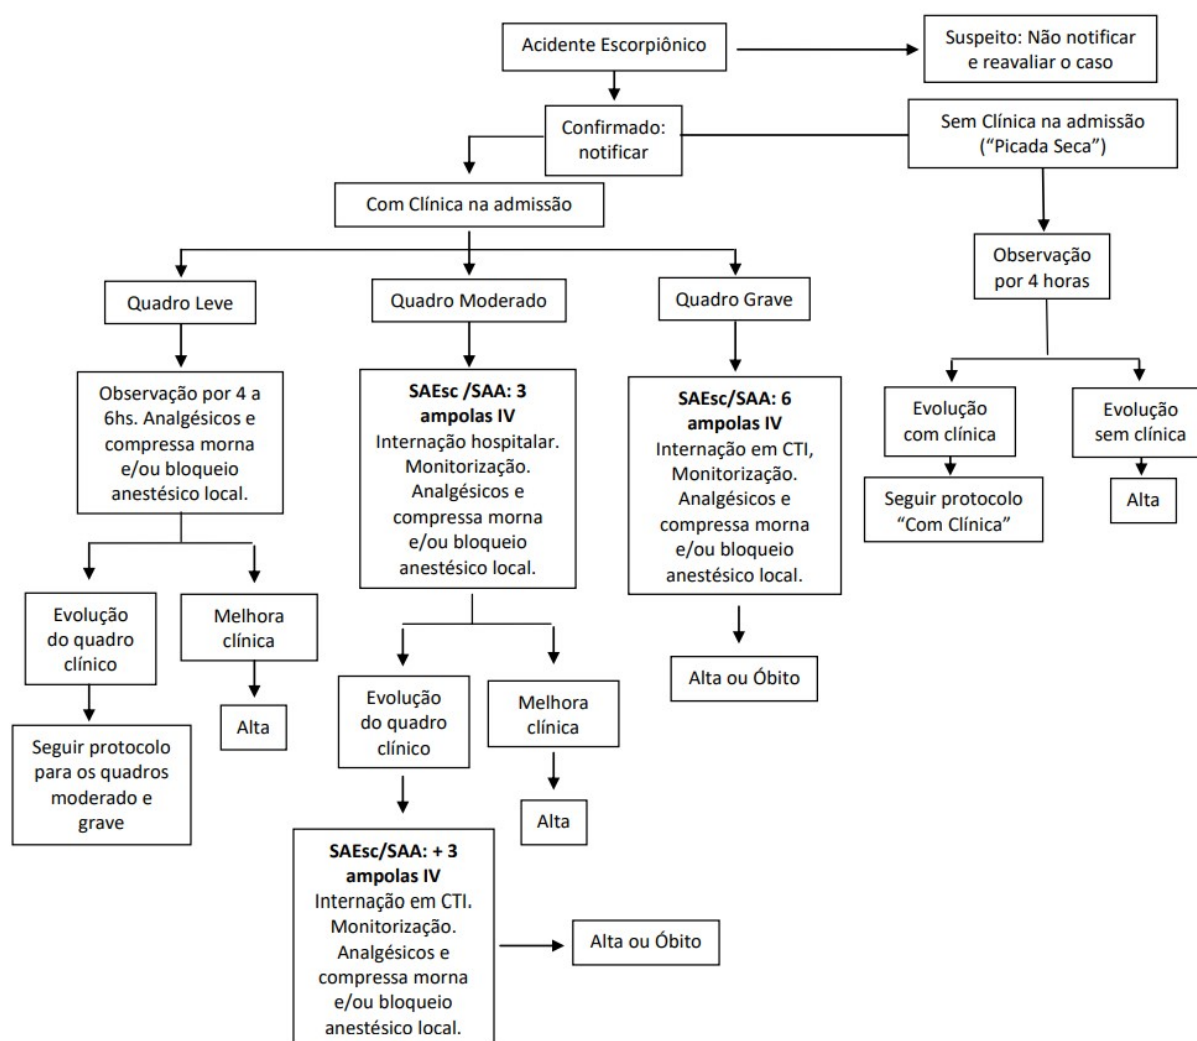 Acidente Escorpiônico
Suspeito: Não notificar
e reavaliar o caso
Confirmado:
notificar
Sem Clínica na admissão
(“Picada Seca”)
Com Clínica na admissão
Observação
por 4 horas
Quadro Leve
Quadro Moderado
Quadro Grave
Observação por 4 a
6hs. Analgésicos e
compressa morna
e/ou bloqueio
anestésico local.
SAEsc /SAA: 3
ampolas IV
Internação hospitalar.
Monitorização.
Analgésicos e
compressa morna
e/ou bloqueio
anestésico local.
SAEsc/SAA: 6
ampolas IV
Internação em CTI,
Monitorização.
Analgésicos e
compressa morna
e/ou bloqueio
anestésico local.
Evolução
com clínica
Evolução
sem clínica
Seguir protocolo
“Com Clínica”
Alta
Evolução
do quadro
clínico
Melhora
clínica
Alta ou Óbito
Evolução
do quadro
clínico
Melhora
clínica
Alta
Seguir protocolo
para os quadros
moderado e
grave
Alta
SAEsc/SAA: + 3
ampolas IV
Internação em CTI.
Monitorização.
Analgésicos e
compressa morna
e/ou bloqueio
anestésico local.
Alta ou Óbito